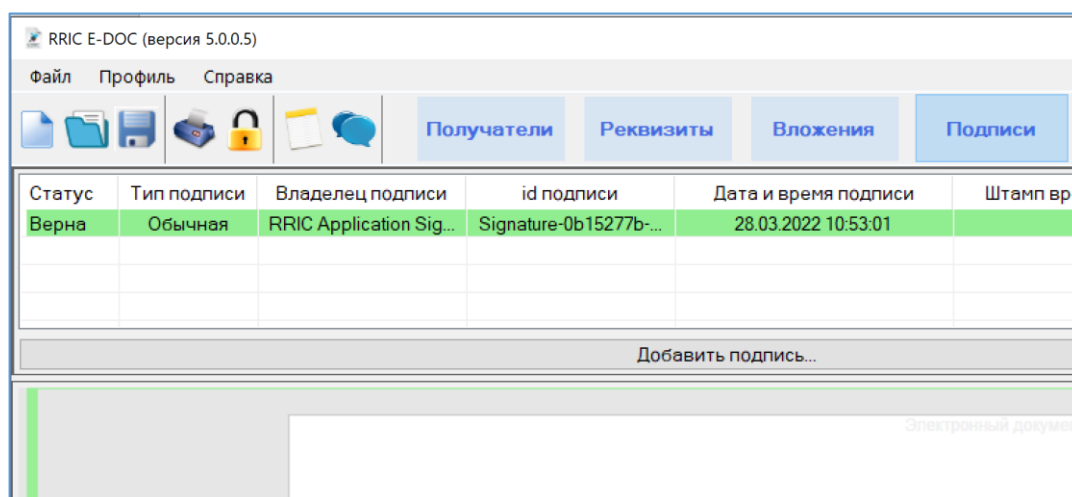 RRIC E-DOC (версия 5.0.0.5)
Файл Профиль Справка
Получатели Реквизиты Вложения Подписи
Статус Тип подписи Владелец подписи id подписи Дата и время подписи Штамп вр
Верна Обычная RRIC Application Sig... Signature-0b15277b-... 28.03.2022 10:53:01
Добавить подпись...
Электронный докумен